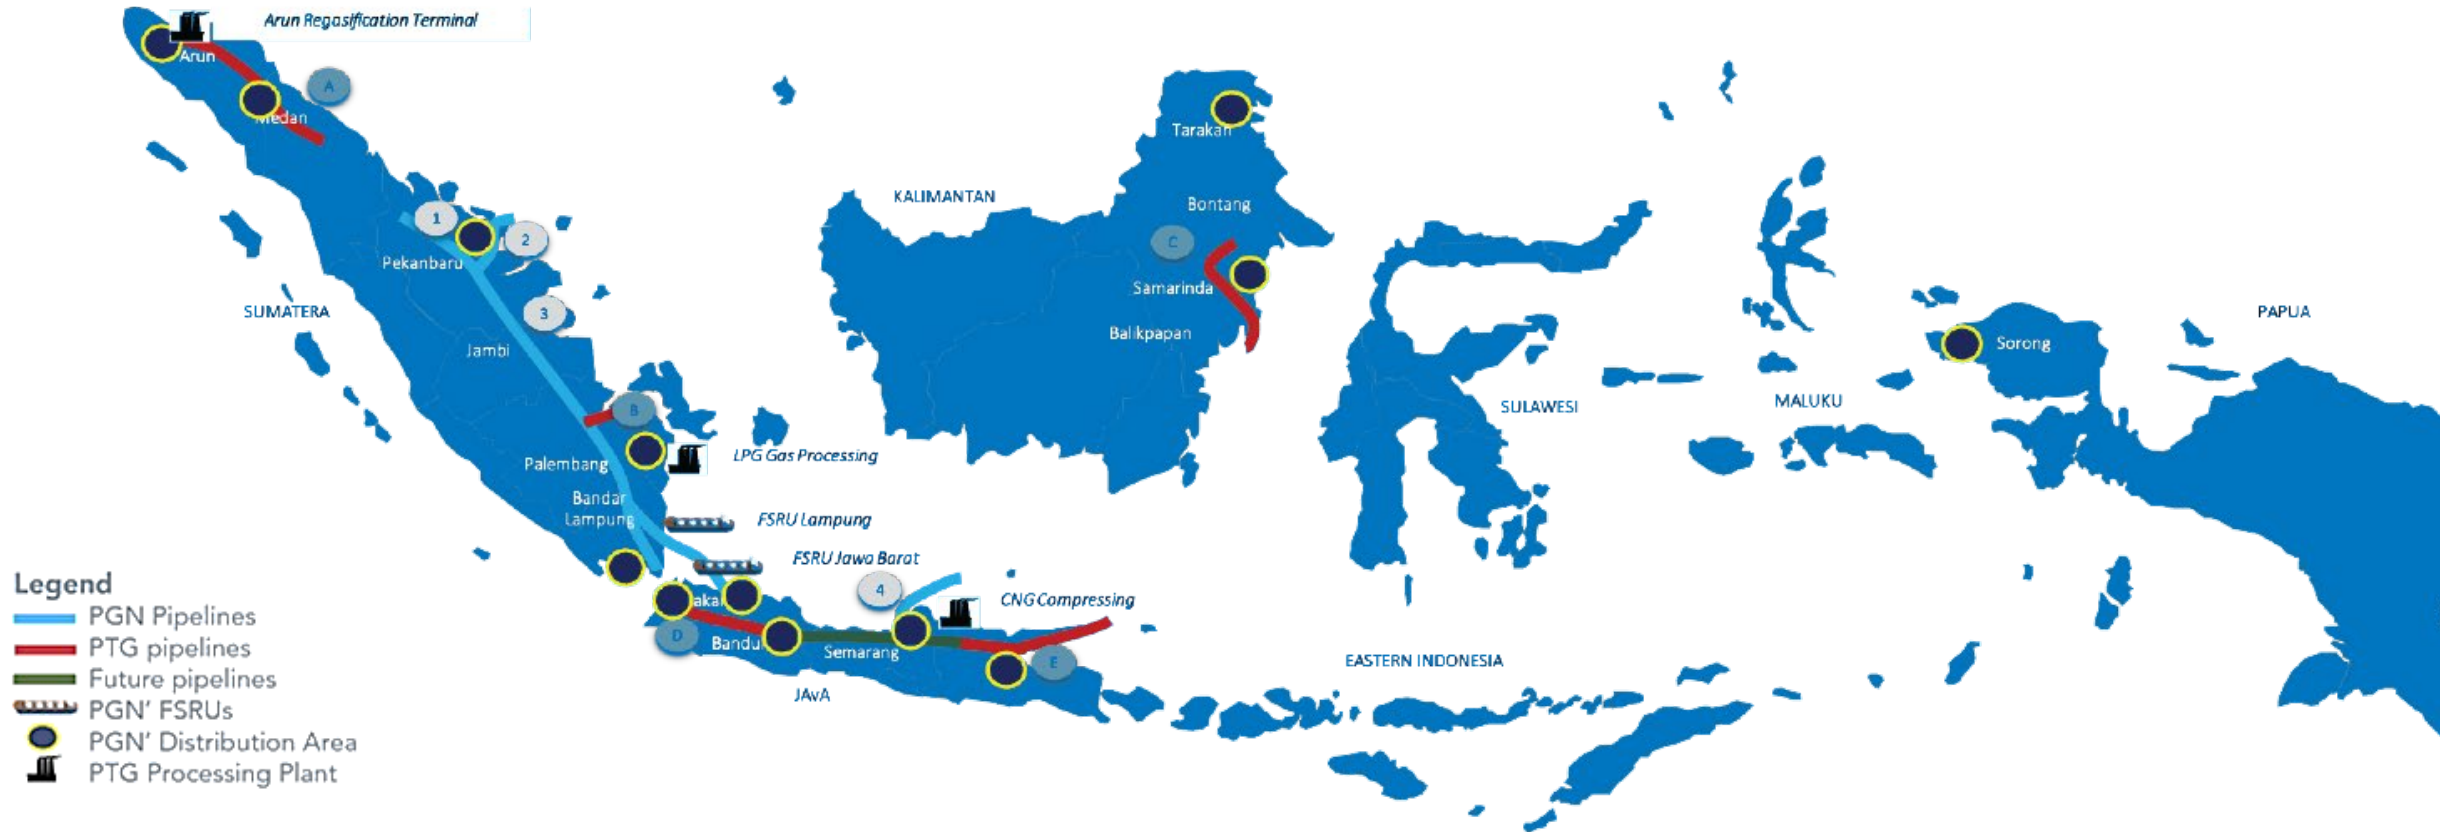 Arun Regasification Terminal
Arun
A
Medan
Tarakan
KALIMANTAN
Bontang
1
2
C
Pekanbaru
Samarinda
SUMATERA
3
PAPUA
Balikpapan
Sorong
Jambi
B
SULAWESI
MALUKU
LPG Gas Processing
Palembang
Bandar
Lampung
FSRU Lampung
FSRU Jawa Barat
4
CNG Compressing
aka
D
Bandu
Semarang
E
EASTERN INDONESIA
JAvA
Legend
PGN Pipelines
PTG pipelines
Future pipelines
PGN' FSRUs
PGN' Distribution Area
PTG Processing Plant